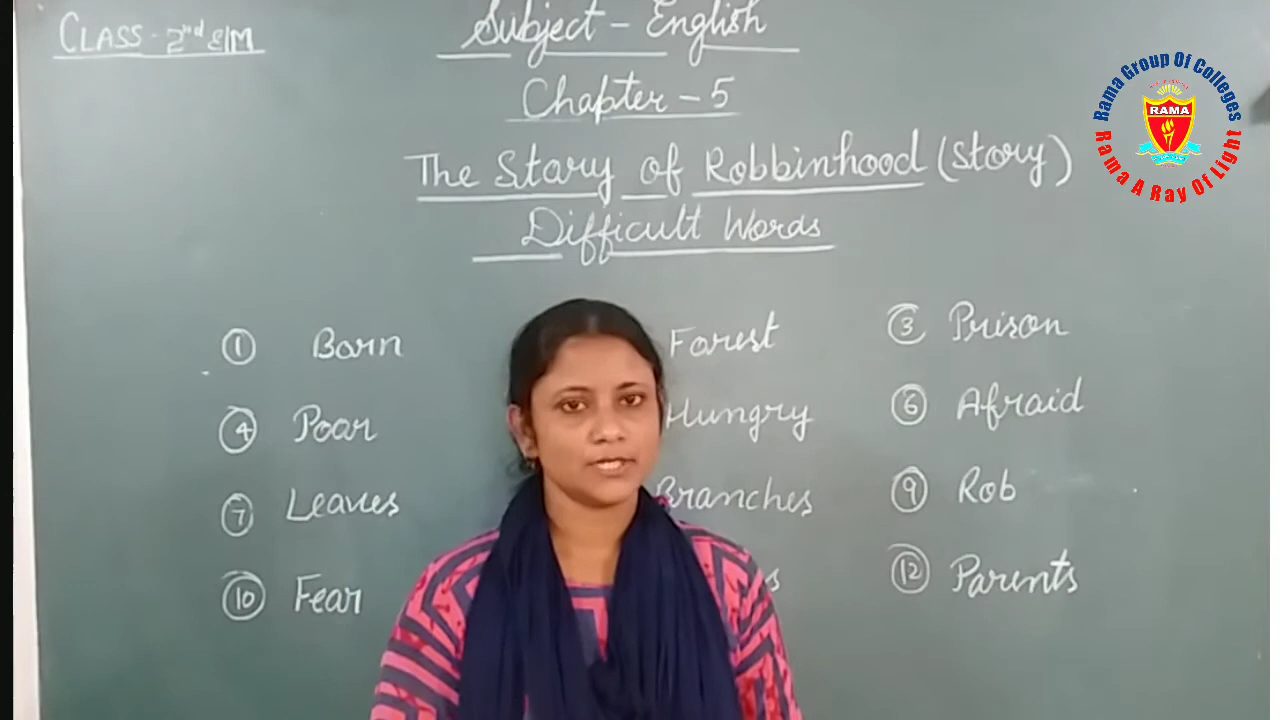 CLASS - 2nd E/M
Subject - English
Chapter - 5
The Story of Robbinhood (Story)
Difficult Words
① Born Forest ③ Prison
④ Poor Hungry ⑥ Afraid
⑦ Leaves Branches ⑨ Rob
⑩ Fear ⑫ Parents
Rama Group Of Colleges
RAMA
Rama A Ray Of Light